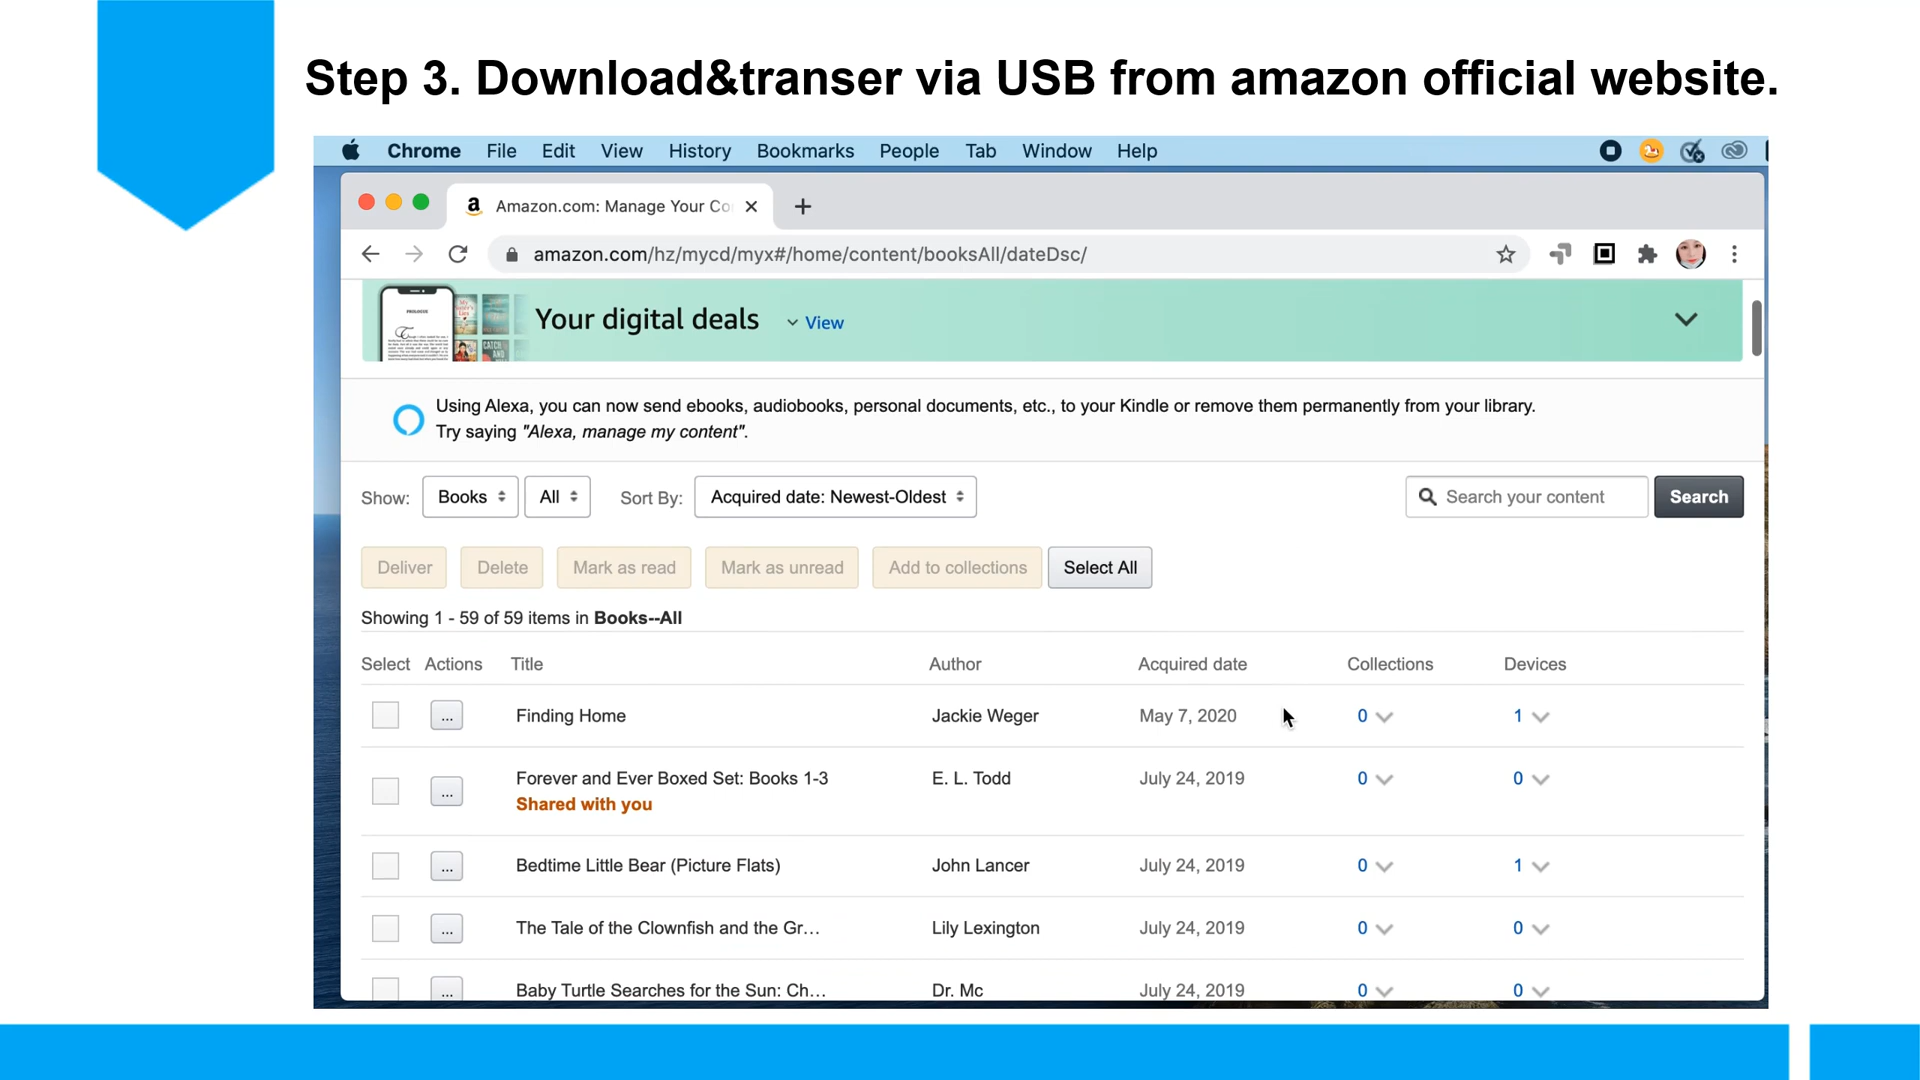 Step 3. Download&transer via USB from amazon official website.
Chrome File Edit View History Bookmarks People Tab Window Help
Amazon.com: Manage Your Co
amazon.com/hz/mycd/myx#/home/content/booksAll/dateDsc/
PROLOGUE
CATCH AND
Your digital deals View
Using Alexa, you can now send ebooks, audiobooks, personal documents, etc., to your Kindle or remove them permanently from your library.
Try saying "Alexa, manage my content".
Show: Books All Sort By: Acquired date: Newest-Oldest Search your content Search
Deliver Delete Mark as read Mark as unread Add to collections Select All
Showing 1 - 59 of 59 items in Books--All
Select Actions Title Author Acquired date Collections Devices
... Finding Home Jackie Weger May 7, 2020 0 1
... Forever and Ever Boxed Set: Books 1-3 E. L. Todd July 24, 2019 0 0
Shared with you
... Bedtime Little Bear (Picture Flats) John Lancer July 24, 2019 0 1
... The Tale of the Clownfish and the Gr... Lily Lexington July 24, 2019 0 0
... Baby Turtle Searches for the Sun: Ch... Dr. Mc July 24, 2019 0 0